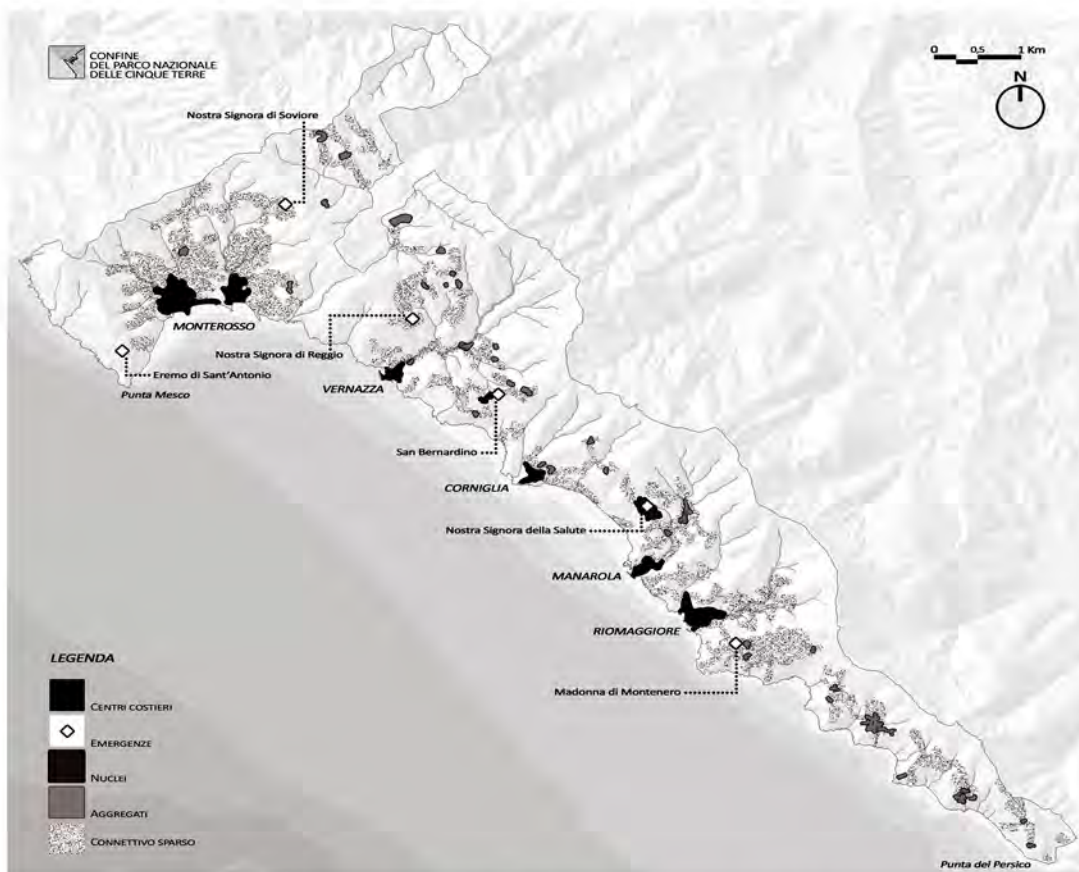 CONFINE
DEL PARCO NAZIONALE
DELLE CINQUE TERRE
0 0,5 1 Km
N
Nostra Signora di Soviore
MONTEROSSO
Nostra Signora di Reggio
Eremo di Sant'Antonio
Punta Mesco
VERNAZZA
San Bernardino
CORNIGLIA
Nostra Signora della Salute
MANAROLA
RIOMAGGIORE
Madonna di Montenero
Punta del Persico
LEGENDA
CENTRI COSTIERI
EMERGENZE
NUCLEI
AGGREGATI
CONNETTIVO SPARSO